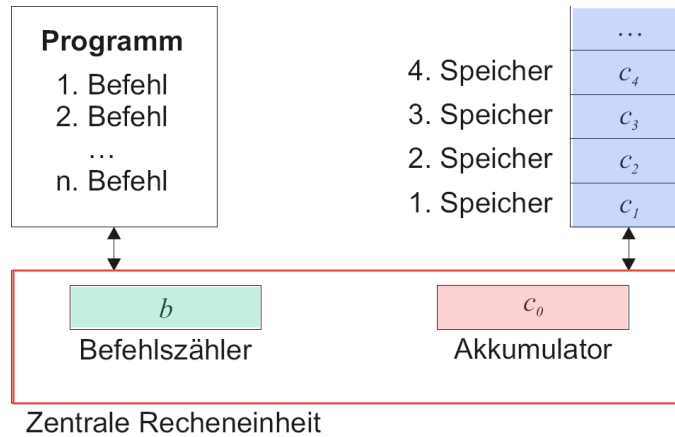 Programm
1. Befehl
2. Befehl
...
n. Befehl
...
4. Speicher c₄
3. Speicher c₃
2. Speicher c₂
1. Speicher c₁
b
Befehlszähler
c₀
Akkumulator
Zentrale Recheneinheit